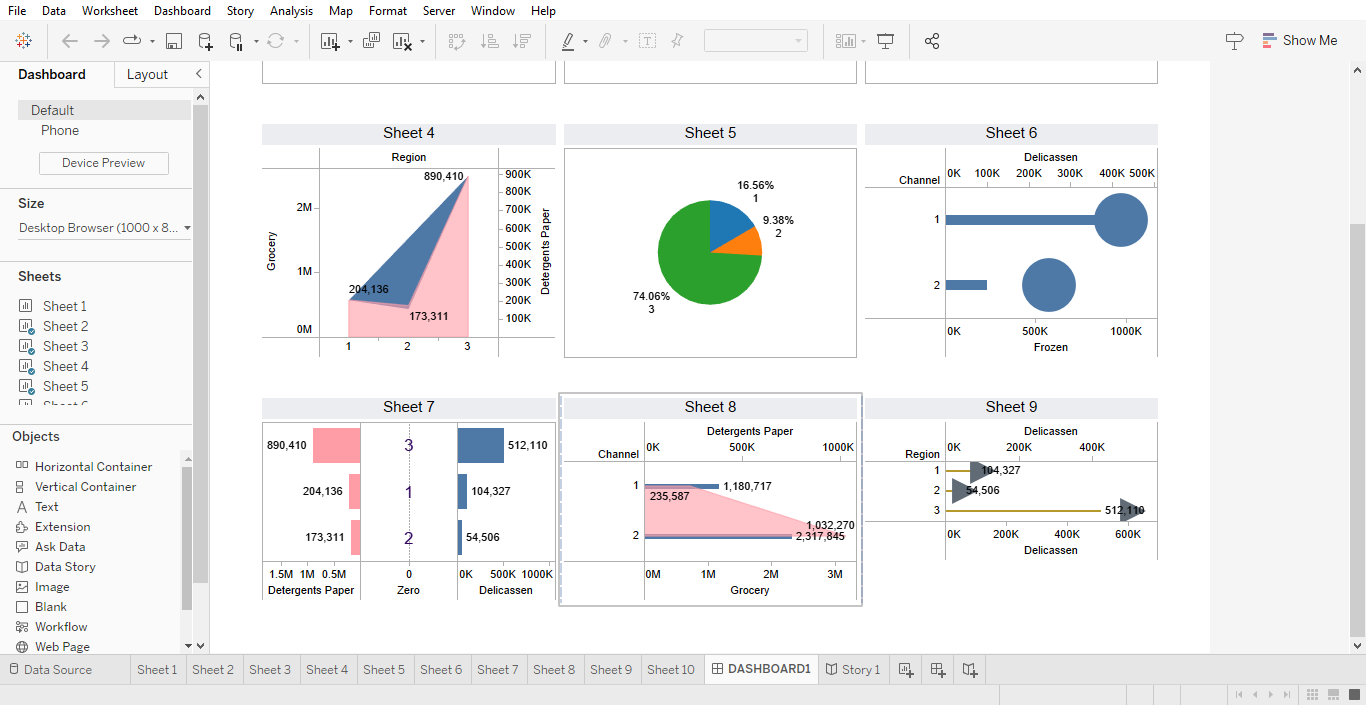 File Data Worksheet Dashboard Story Analysis Map Format Server Window Help
Show Me
Dashboard Layout
Default
Phone
Device Preview
Size
Desktop Browser (1000 x 8...
Sheets
Sheet 1
Sheet 2
Sheet 3
Sheet 4
Sheet 5
Objects
Horizontal Container
Vertical Container
A Text
Extension
Ask Data
Data Story
Image
Blank
Workflow
Web Page
Sheet 4
Region
890,410
204,136
173,311
Grocery
2M
1M
0M
900K
800K
700K
600K
500K
400K
300K
200K
100K
Detergents Paper
1 2 3
Sheet 5
16.56%
1
9.38%
2
74.06%
3
Sheet 6
Delicassen
Channel 0K 100K 200K 300K 400K 500K
1
2
0K 500K 1000K
Frozen
Sheet 7
890,410 3 512,110
204,136 1 104,327
173,311 2 54,506
1.5M 1M 0.5M 0 0K 500K 1000K
Detergents Paper Zero Delicassen
Sheet 8
Detergents Paper
Channel 0K 500K 1000K
1 1,180,717
235,587
1,032,270
2 2,317,845
0M 1M 2M 3M
Grocery
Sheet 9
Delicassen
Region 0K 200K 400K
1 104,327
2 54,506
3 512,110
0K 200K 400K 600K
Delicassen
Data Source Sheet 1 Sheet 2 Sheet 3 Sheet 4 Sheet 5 Sheet 6 Sheet 7 Sheet 8 Sheet 9 Sheet 10 DASHBOARD1 Story 1